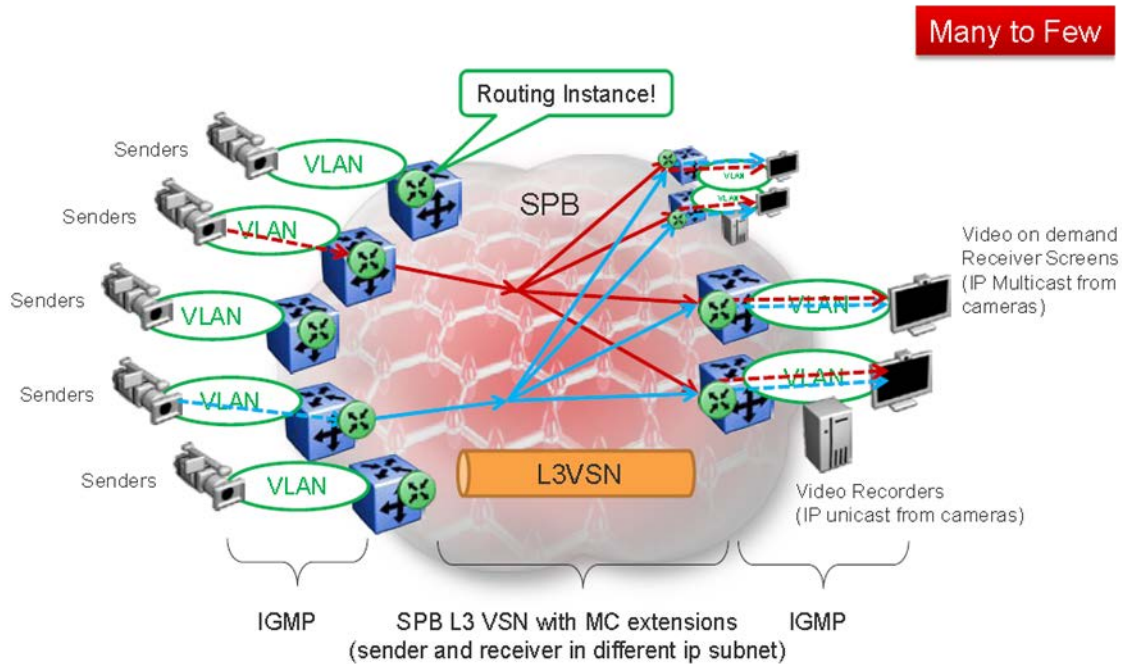 Many to Few
Routing Instance!
Senders
VLAN
SPB
VLAN
Senders
VLAN
VLAN
Senders
VLAN
VLAN
Video on demand
Receiver Screens
(IP Multicast from
cameras)
Senders
VLAN
VLAN
Senders
VLAN
L3VSN
Video Recorders
(IP unicast from cameras)
IGMP
SPB L3 VSN with MC extensions
(sender and receiver in different ip subnet)
IGMP